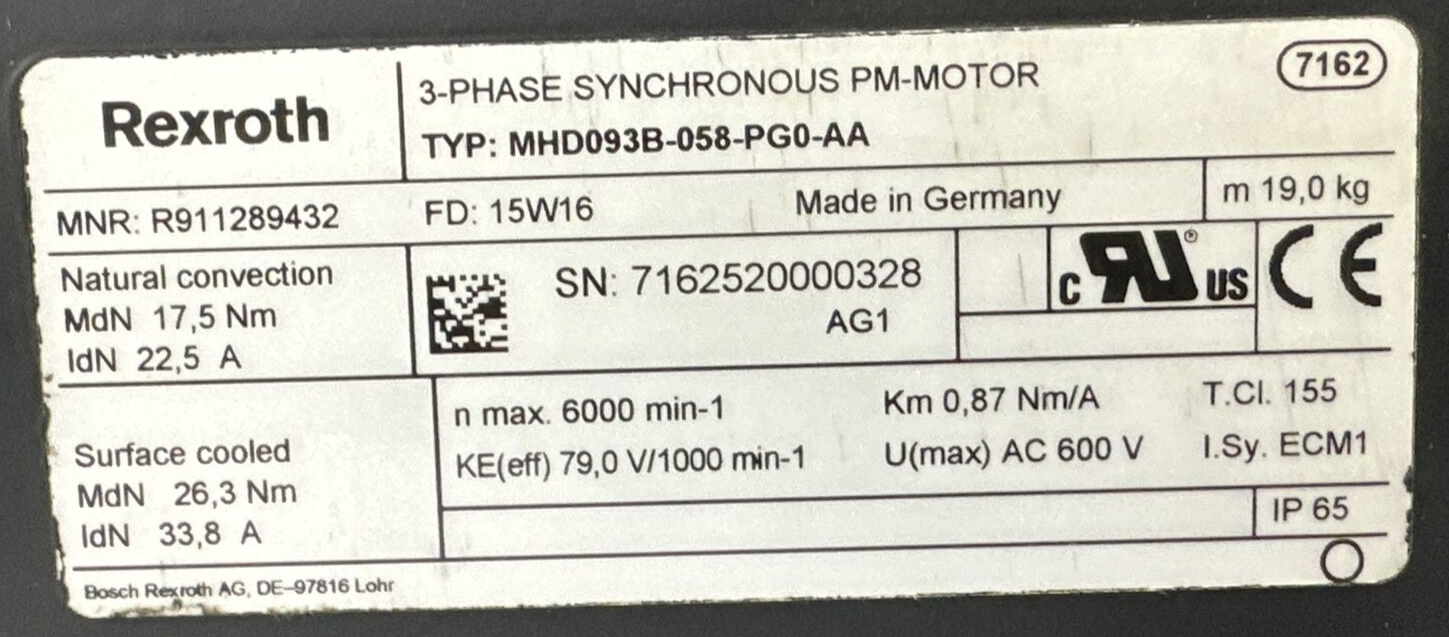 Rexroth
3-PHASE SYNCHRONOUS PM-MOTOR
7162
TYP: MHD093B-058-PG0-AA
MNR: R911289432
FD: 15W16
Made in Germany
m 19,0 kg
Natural convection
MdN 17,5 Nm
IdN 22,5 A
SN: 7162520000328
AG1
c RU ® US
CE
Surface cooled
MdN 26,3 Nm
IdN 33,8 A
n max. 6000 min-1
Km 0,87 Nm/A
T.Cl. 155
KE(eff) 79,0 V/1000 min-1
U(max) AC 600 V
I.Sy. ECM1
IP 65
Bosch Rexroth AG, DE-97816 Lohr